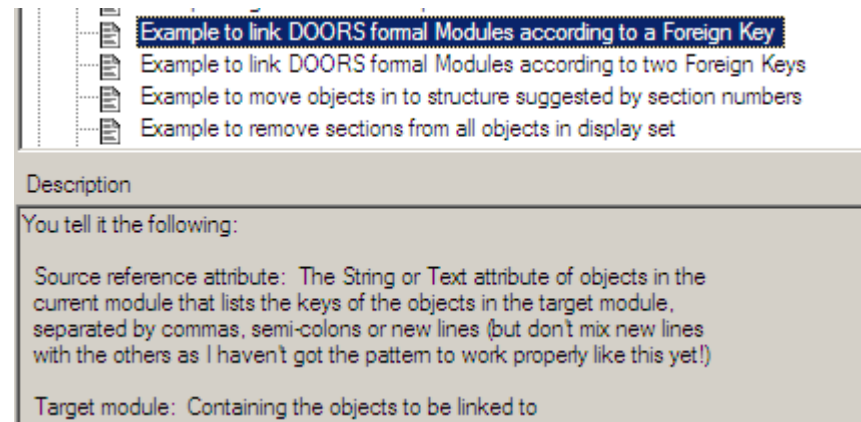 Example to link DOORS formal Modules according to a Foreign Key
Example to link DOORS formal Modules according to two Foreign Keys
Example to move objects in to structure suggested by section numbers
Example to remove sections from all objects in display set
Description
You tell it the following:
Source reference attribute: The String or Text attribute of objects in the
current module that lists the keys of the objects in the target module,
separated by commas, semi-colons or new lines (but don't mix new lines
with the others as I haven't got the pattern to work properly like this yet!)
Target module: Containing the objects to be linked to